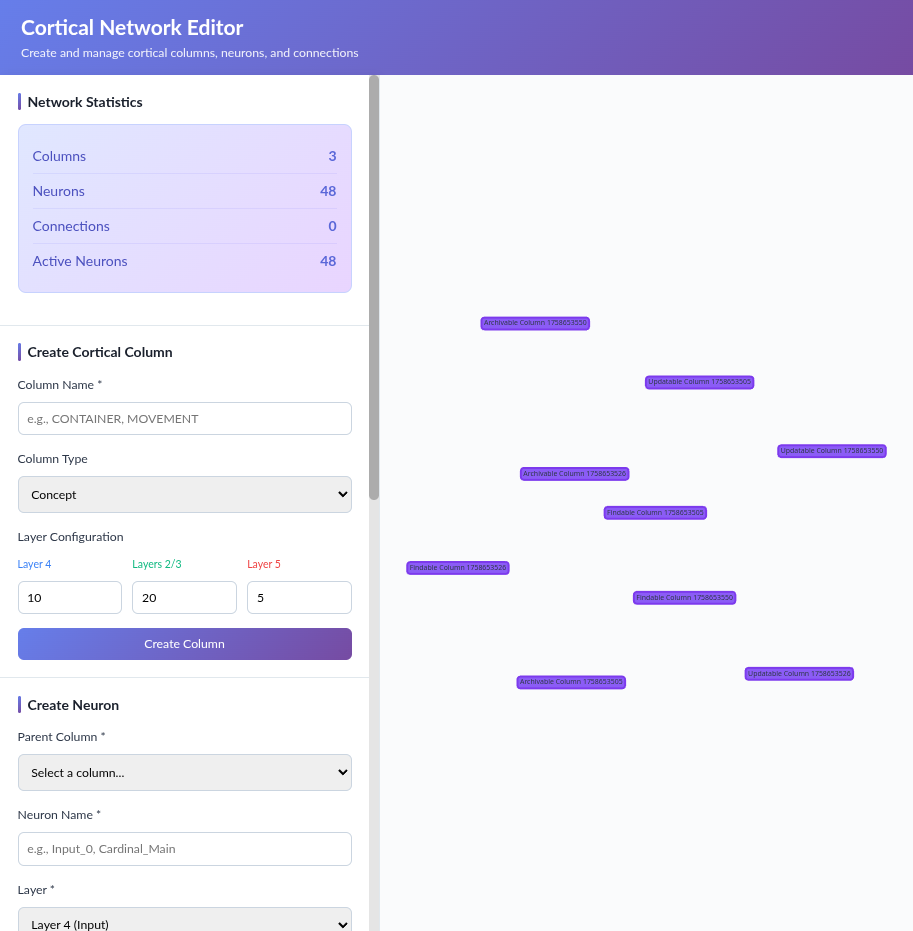 Cortical Network Editor
Create and manage cortical columns, neurons, and connections
Network Statistics
Columns 3
Neurons 48
Connections 0
Active Neurons 48
Create Cortical Column
Column Name *
e.g., CONTAINER, MOVEMENT
Column Type
Concept
Layer Configuration
Layer 4 Layers 2/3 Layer 5
10 20 5
Create Column
Create Neuron
Parent Column *
Select a column...
Neuron Name *
e.g., Input_0, Cardinal_Main
Layer *
Layer 4 (Input)
Archivable Column 1758653550
Updatable Column 1758653505
Updatable Column 1758653550
Archivable Column 1758653526
Findable Column 1758653505
Findable Column 1758653526
Findable Column 1758653550
Updatable Column 1758653526
Archivable Column 1758653505